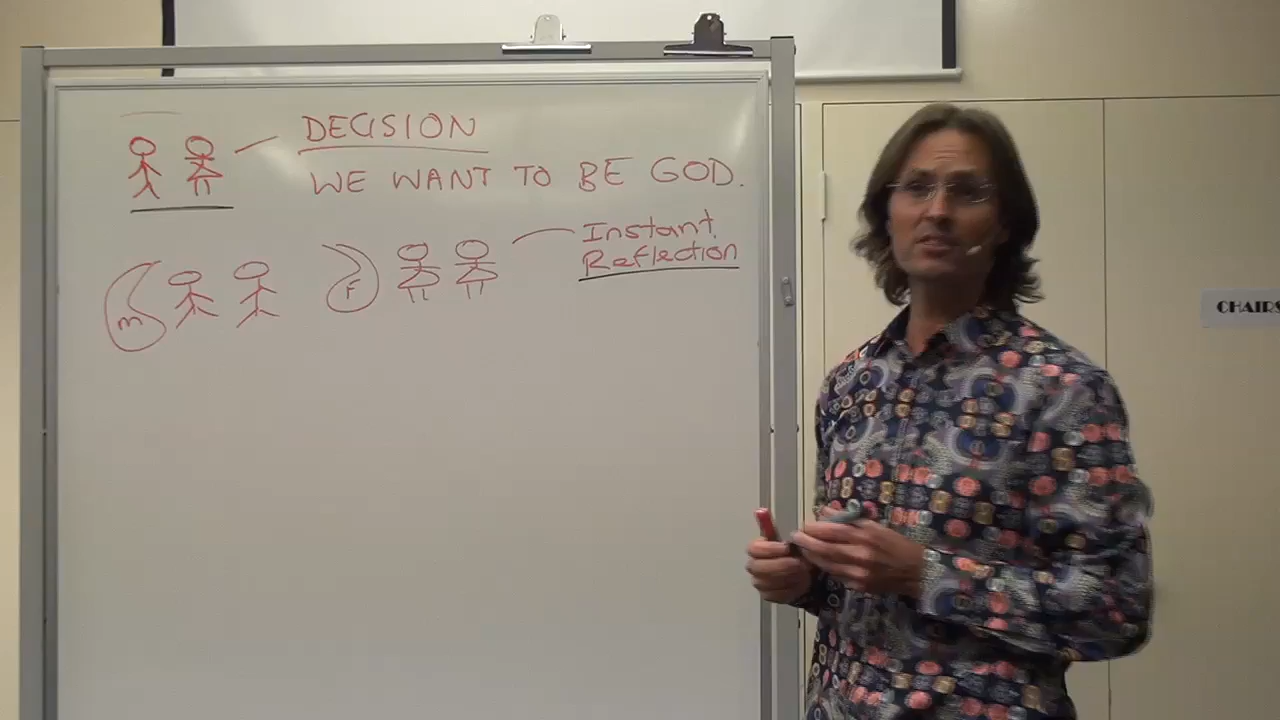 DECISION
WE WANT TO BE GOD.
Instant
Reflection
m
F
CHAIRS